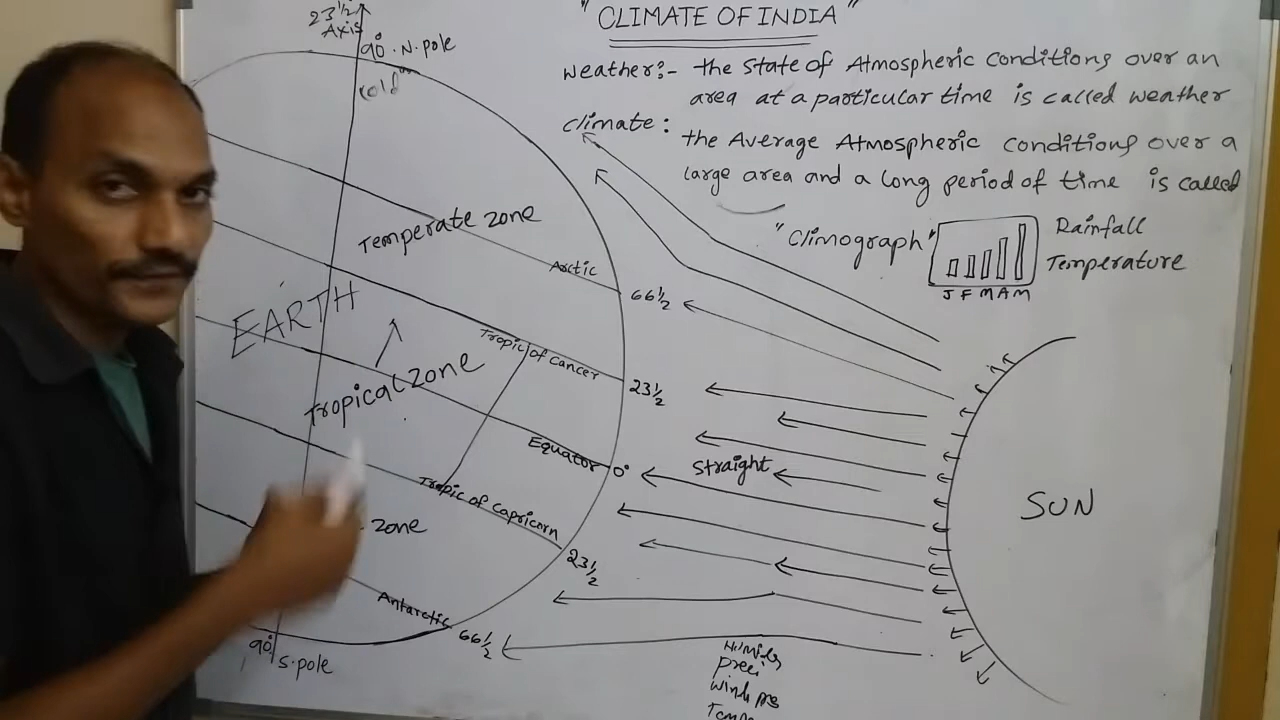 "CLIMATE OF INDIA"
weather:- the state of Atmospheric conditions over an
area at a particular time is called weather
climate:
the Average Atmospheric conditions over a
large area and a long period of time is called
"Climograph"
Rainfall
Temperature
J F M A M
23½
Axis
90° N.pole
cold
Temperate zone
Arctic
66½
EARTH
Tropic of Cancer
23½
Tropical zone
Equator 0°
Straight
SUN
Tropic of Capricorn
23½
zone
Antarctic
66½
90°
S.pole